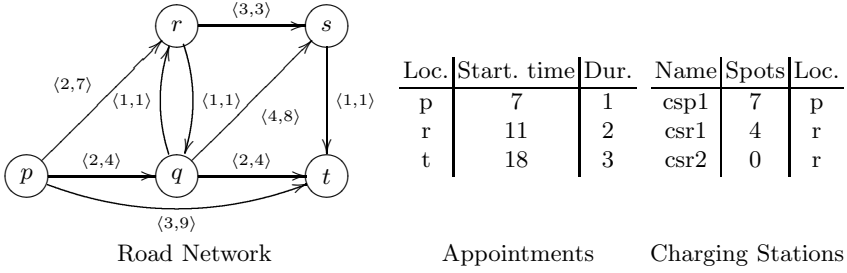 r ⟨3,3⟩ s
⟨2,7⟩ ⟨1,1⟩ ⟨1,1⟩ ⟨4,8⟩ ⟨1,1⟩
p ⟨2,4⟩ q ⟨2,4⟩ t
⟨3,9⟩
Road Network
Loc. Start. time Dur.
p 7 1
r 11 2
t 18 3
Appointments
Name Spots Loc.
csp1 7 p
csr1 4 r
csr2 0 r
Charging Stations